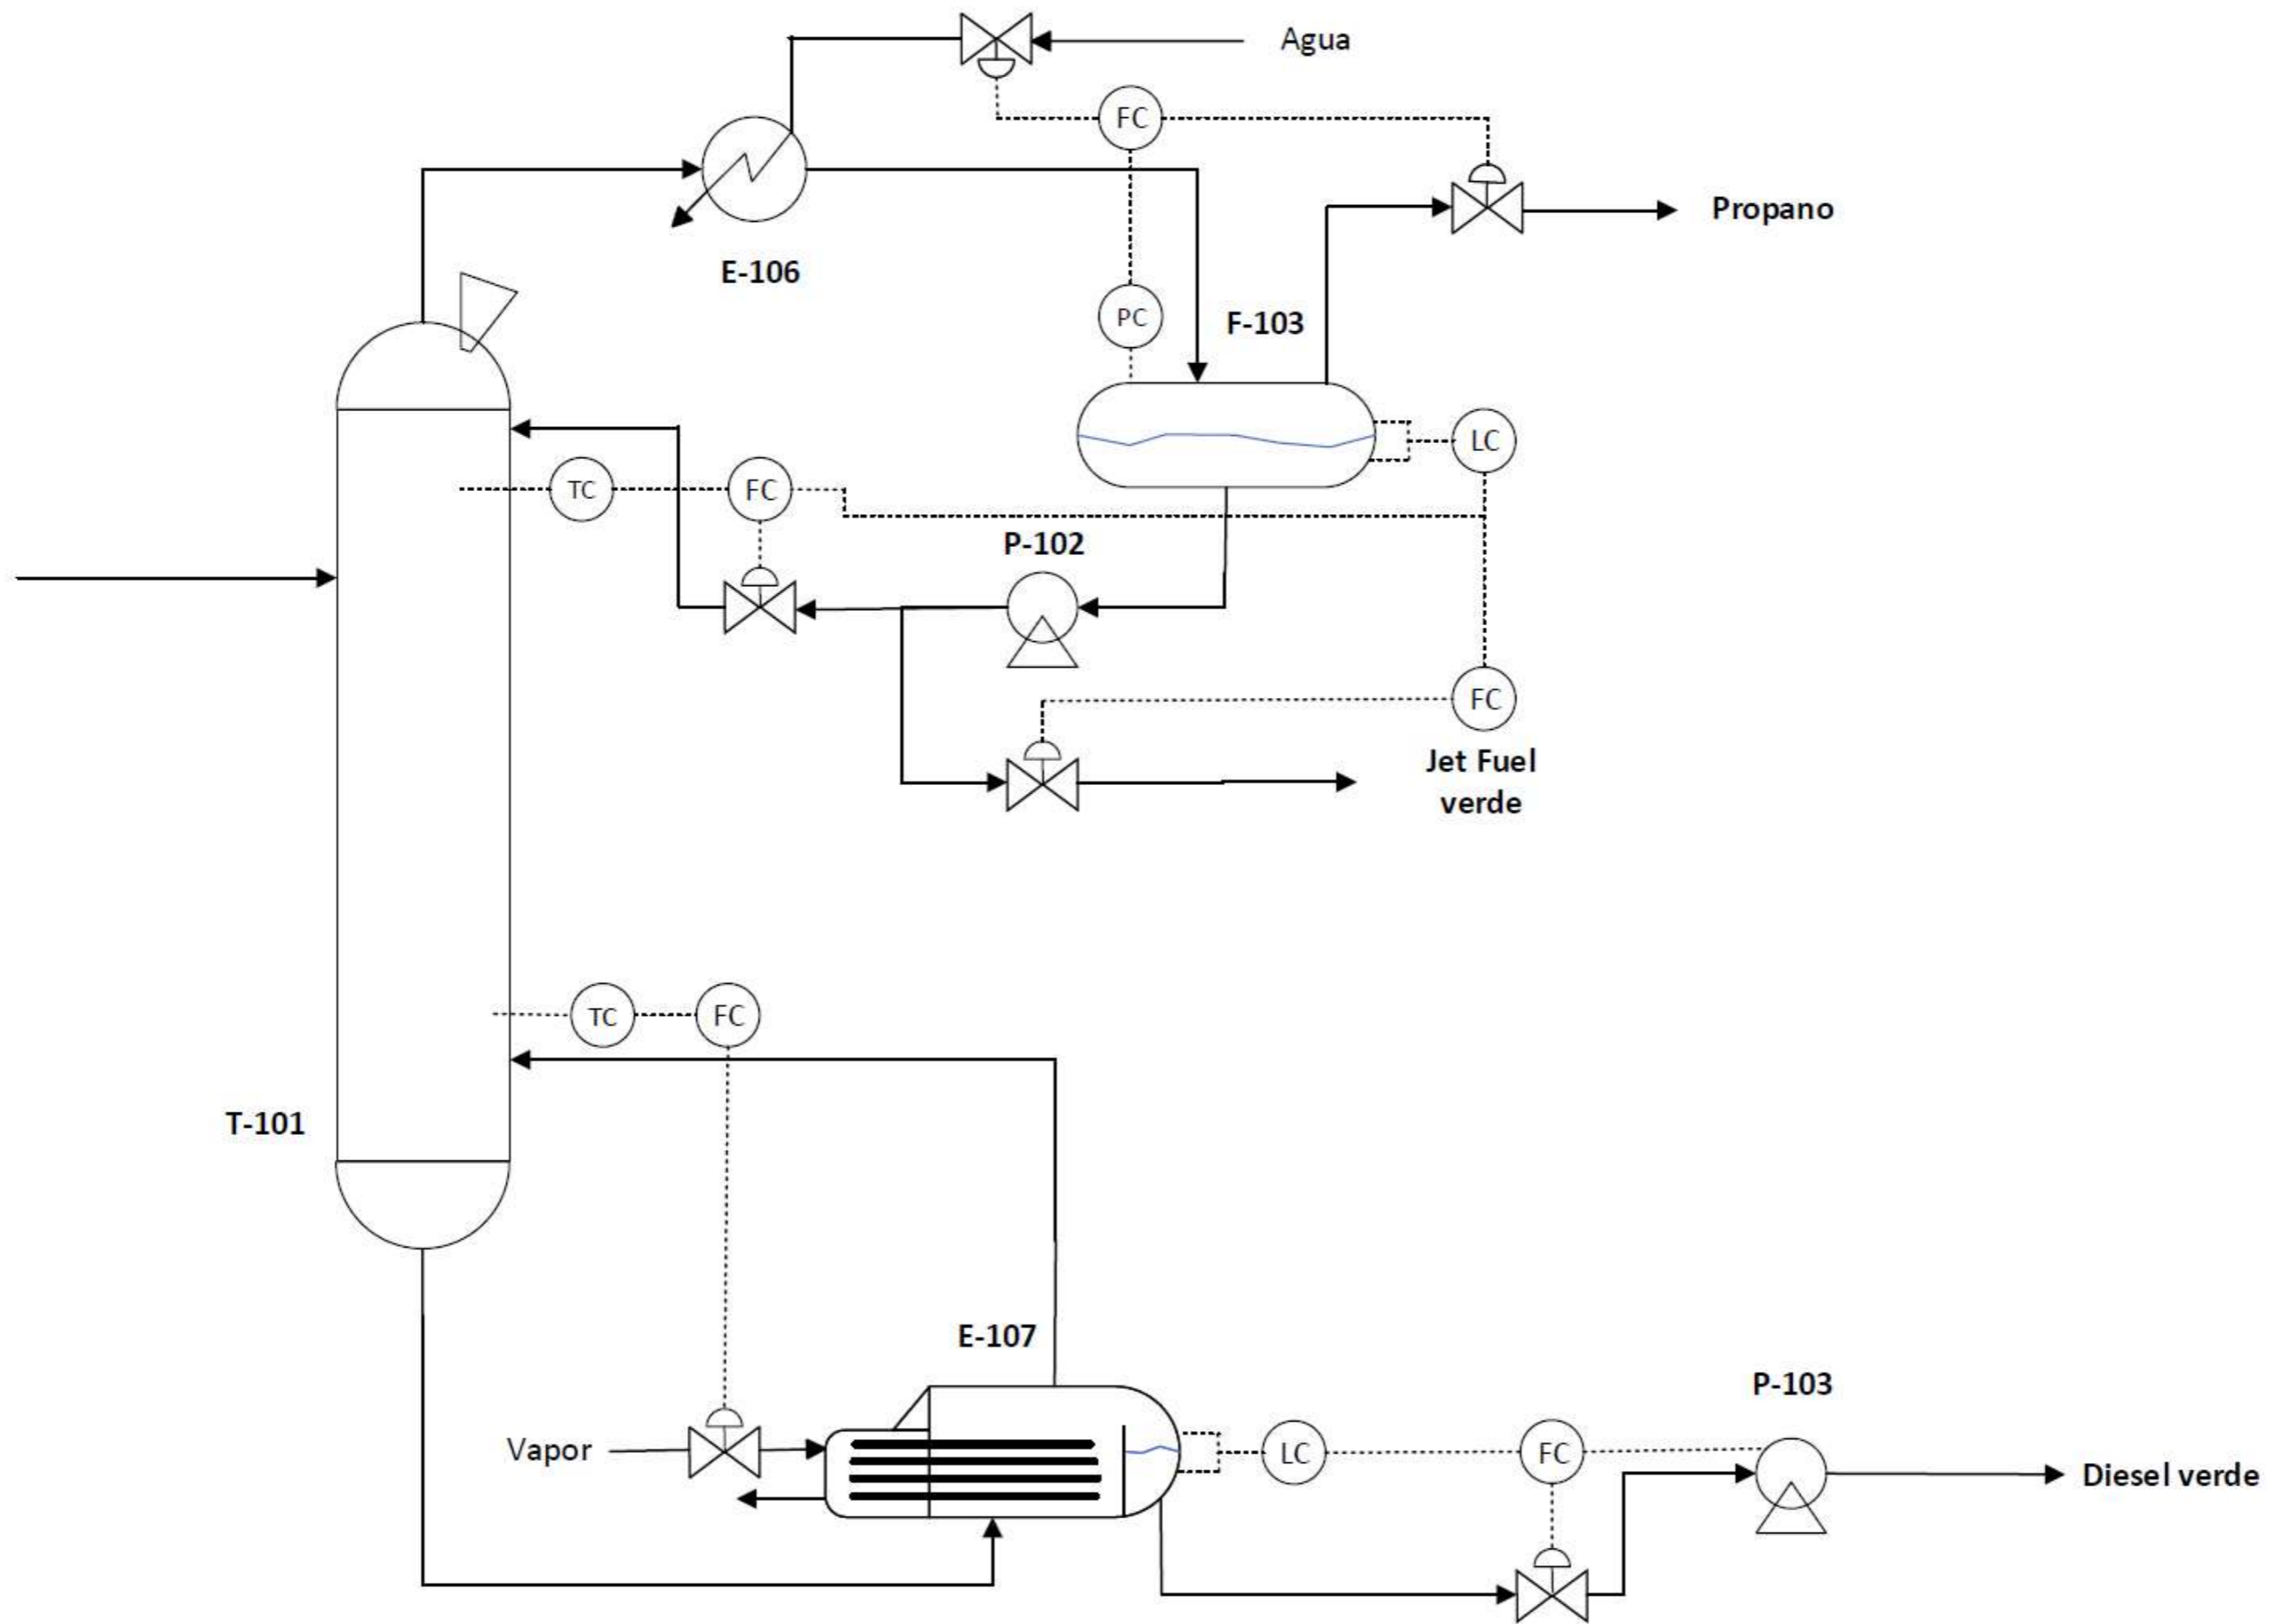 Agua
FC
Propano
E-106
PC
F-103
LC
TC
FC
P-102
FC
Jet Fuel
verde
TC
FC
T-101
E-107
P-103
Vapor
LC
FC
Diesel verde